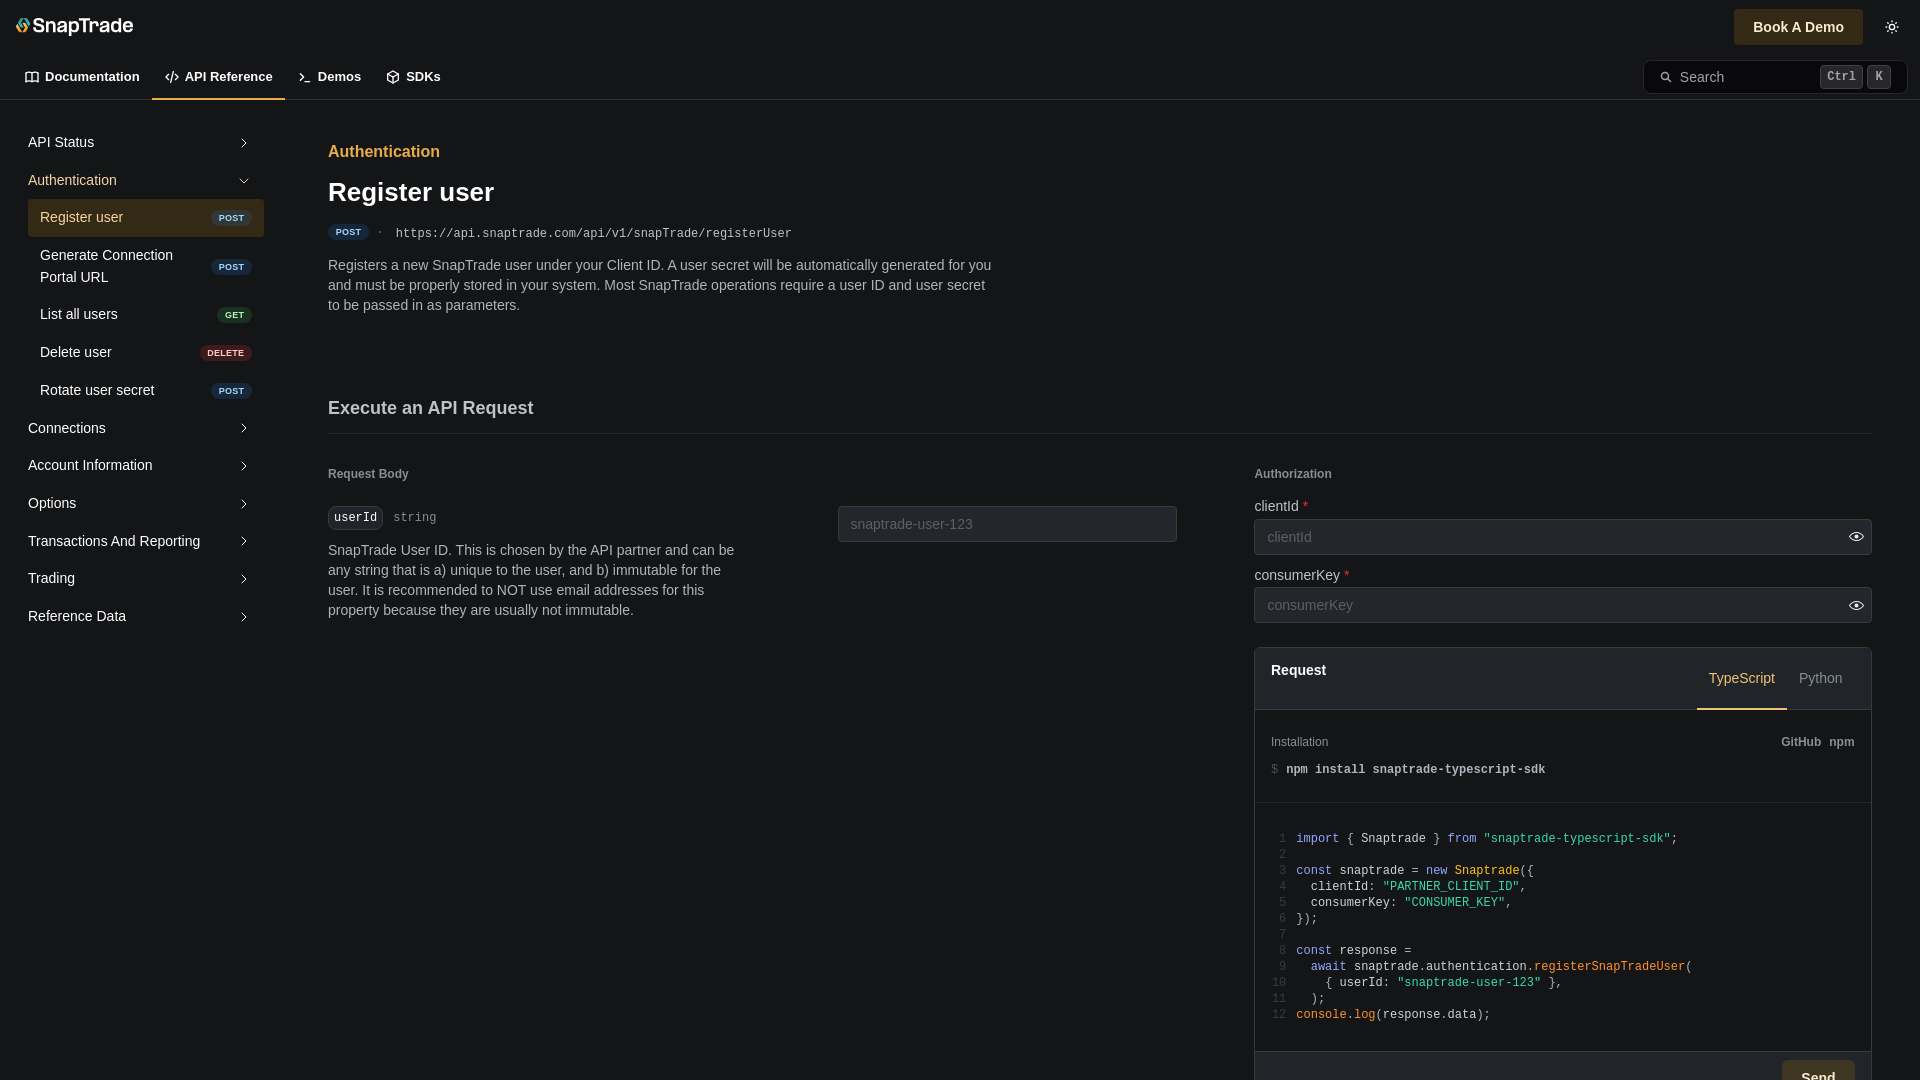 SnapTrade
Book A Demo
Documentation
API Reference
Demos
SDKs
Search
Ctrl K
API Status
Authentication
Register user POST
Generate Connection
Portal URL POST
List all users GET
Delete user DELETE
Rotate user secret POST
Connections
Account Information
Options
Transactions And Reporting
Trading
Reference Data
Authentication
Register user
POST · https://api.snaptrade.com/api/v1/snapTrade/registerUser
Registers a new SnapTrade user under your Client ID. A user secret will be automatically generated for you
and must be properly stored in your system. Most SnapTrade operations require a user ID and user secret
to be passed in as parameters.
Execute an API Request
Request Body
userId string
snaptrade-user-123
SnapTrade User ID. This is chosen by the API partner and can be
any string that is a) unique to the user, and b) immutable for the
user. It is recommended to NOT use email addresses for this
property because they are usually not immutable.
Authorization
clientId *
clientId
consumerKey *
consumerKey
Request
TypeScript
Python
Installation
GitHub npm
$ npm install snaptrade-typescript-sdk
1 import { Snaptrade } from "snaptrade-typescript-sdk";
2
3 const snaptrade = new Snaptrade({
4   clientId: "PARTNER_CLIENT_ID",
5   consumerKey: "CONSUMER_KEY",
6 });
7
8 const response =
9   await snaptrade.authentication.registerSnapTradeUser(
10     { userId: "snaptrade-user-123" },
11   );
12 console.log(response.data);
Send